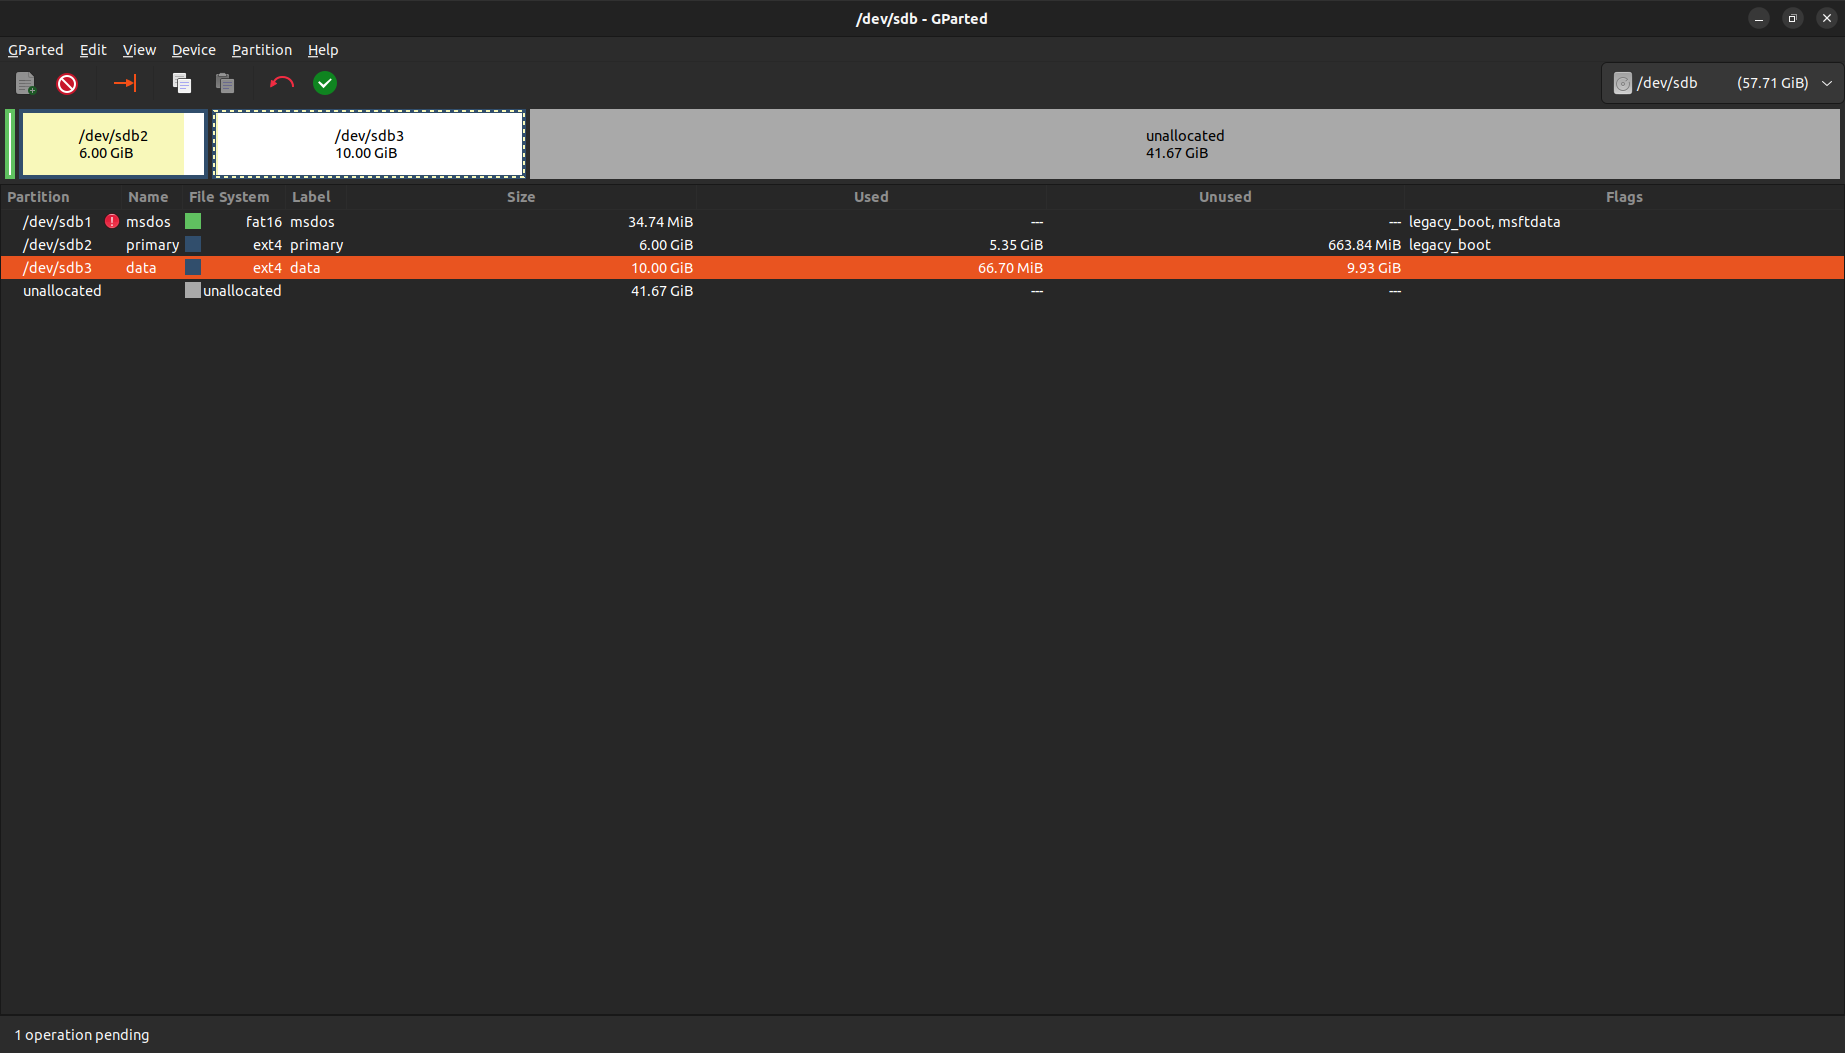 /dev/sdb - GParted
GParted Edit View Device Partition Help
/dev/sdb (57.71 GiB)
/dev/sdb2
6.00 GiB
/dev/sdb3
10.00 GiB
unallocated
41.67 GiB
Partition Name File System Label Size Used Unused Flags
/dev/sdb1 msdos fat16 msdos 34.74 MiB --- --- legacy_boot, msftdata
/dev/sdb2 primary ext4 primary 6.00 GiB 5.35 GiB 663.84 MiB legacy_boot
/dev/sdb3 data ext4 data 10.00 GiB 66.70 MiB 9.93 GiB
unallocated unallocated 41.67 GiB --- ---
1 operation pending